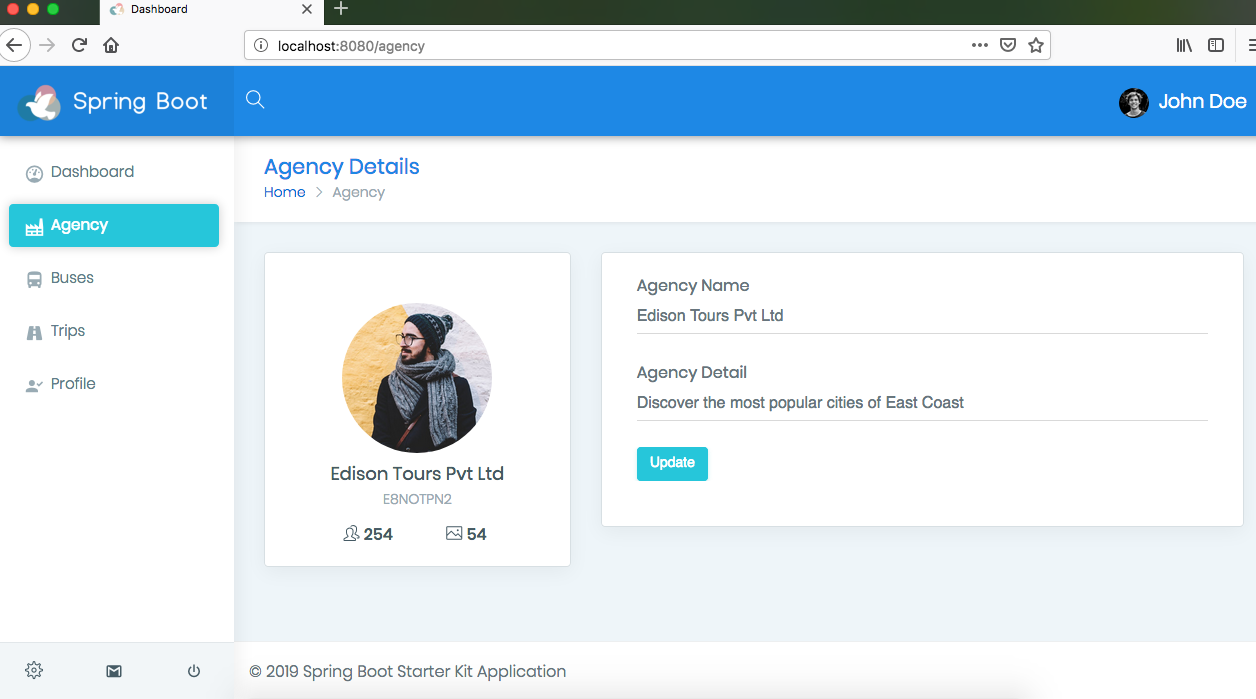 Dashboard
localhost:8080/agency
Spring Boot
John Doe
Dashboard
Agency
Buses
Trips
Profile
Agency Details
Home > Agency
Edison Tours Pvt Ltd
E8NOTPN2
254 54
Agency Name
Edison Tours Pvt Ltd
Agency Detail
Discover the most popular cities of East Coast
Update
© 2019 Spring Boot Starter Kit Application